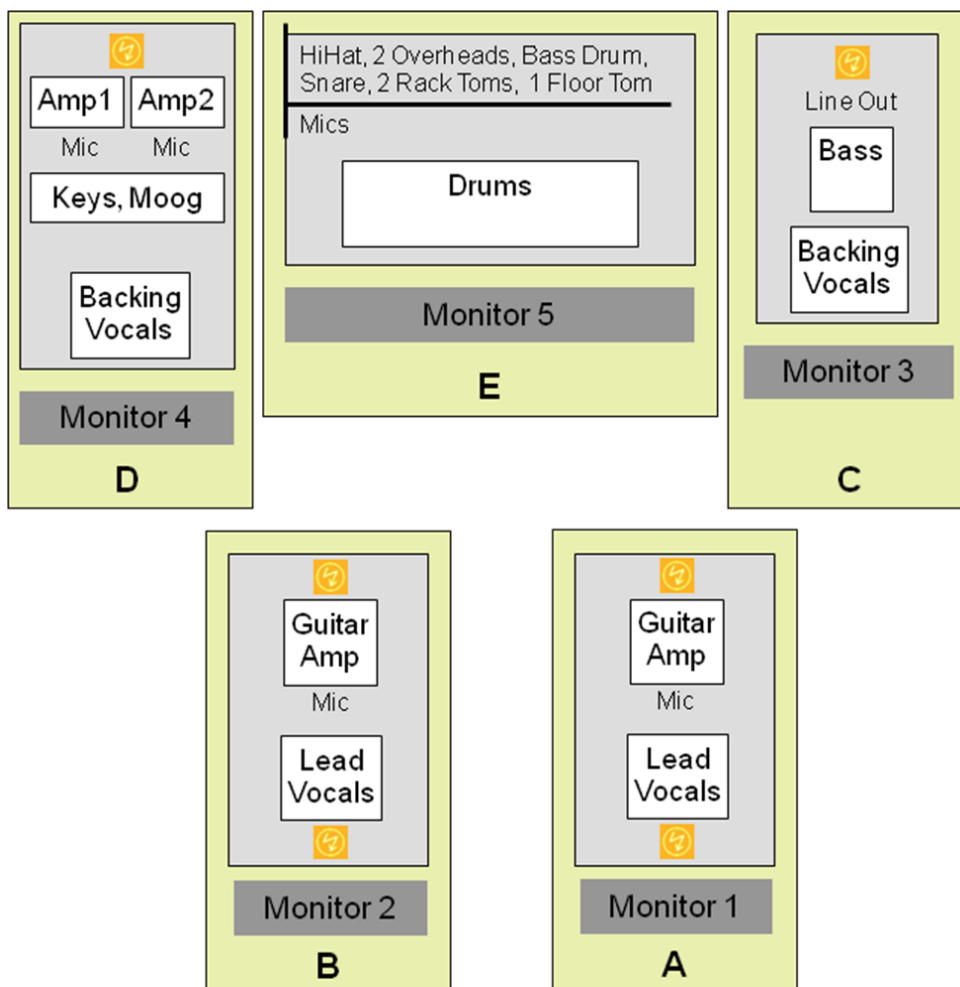 Amp1
Amp2
Mic
Mic
Keys, Moog
Backing
Vocals
Monitor 4
D
HiHat, 2 Overheads, Bass Drum,
Snare, 2 Rack Toms, 1 Floor Tom
Mics
Drums
Monitor 5
E
Line Out
Bass
Backing
Vocals
Monitor 3
C
Guitar
Amp
Mic
Lead
Vocals
Monitor 2
B
Guitar
Amp
Mic
Lead
Vocals
Monitor 1
A